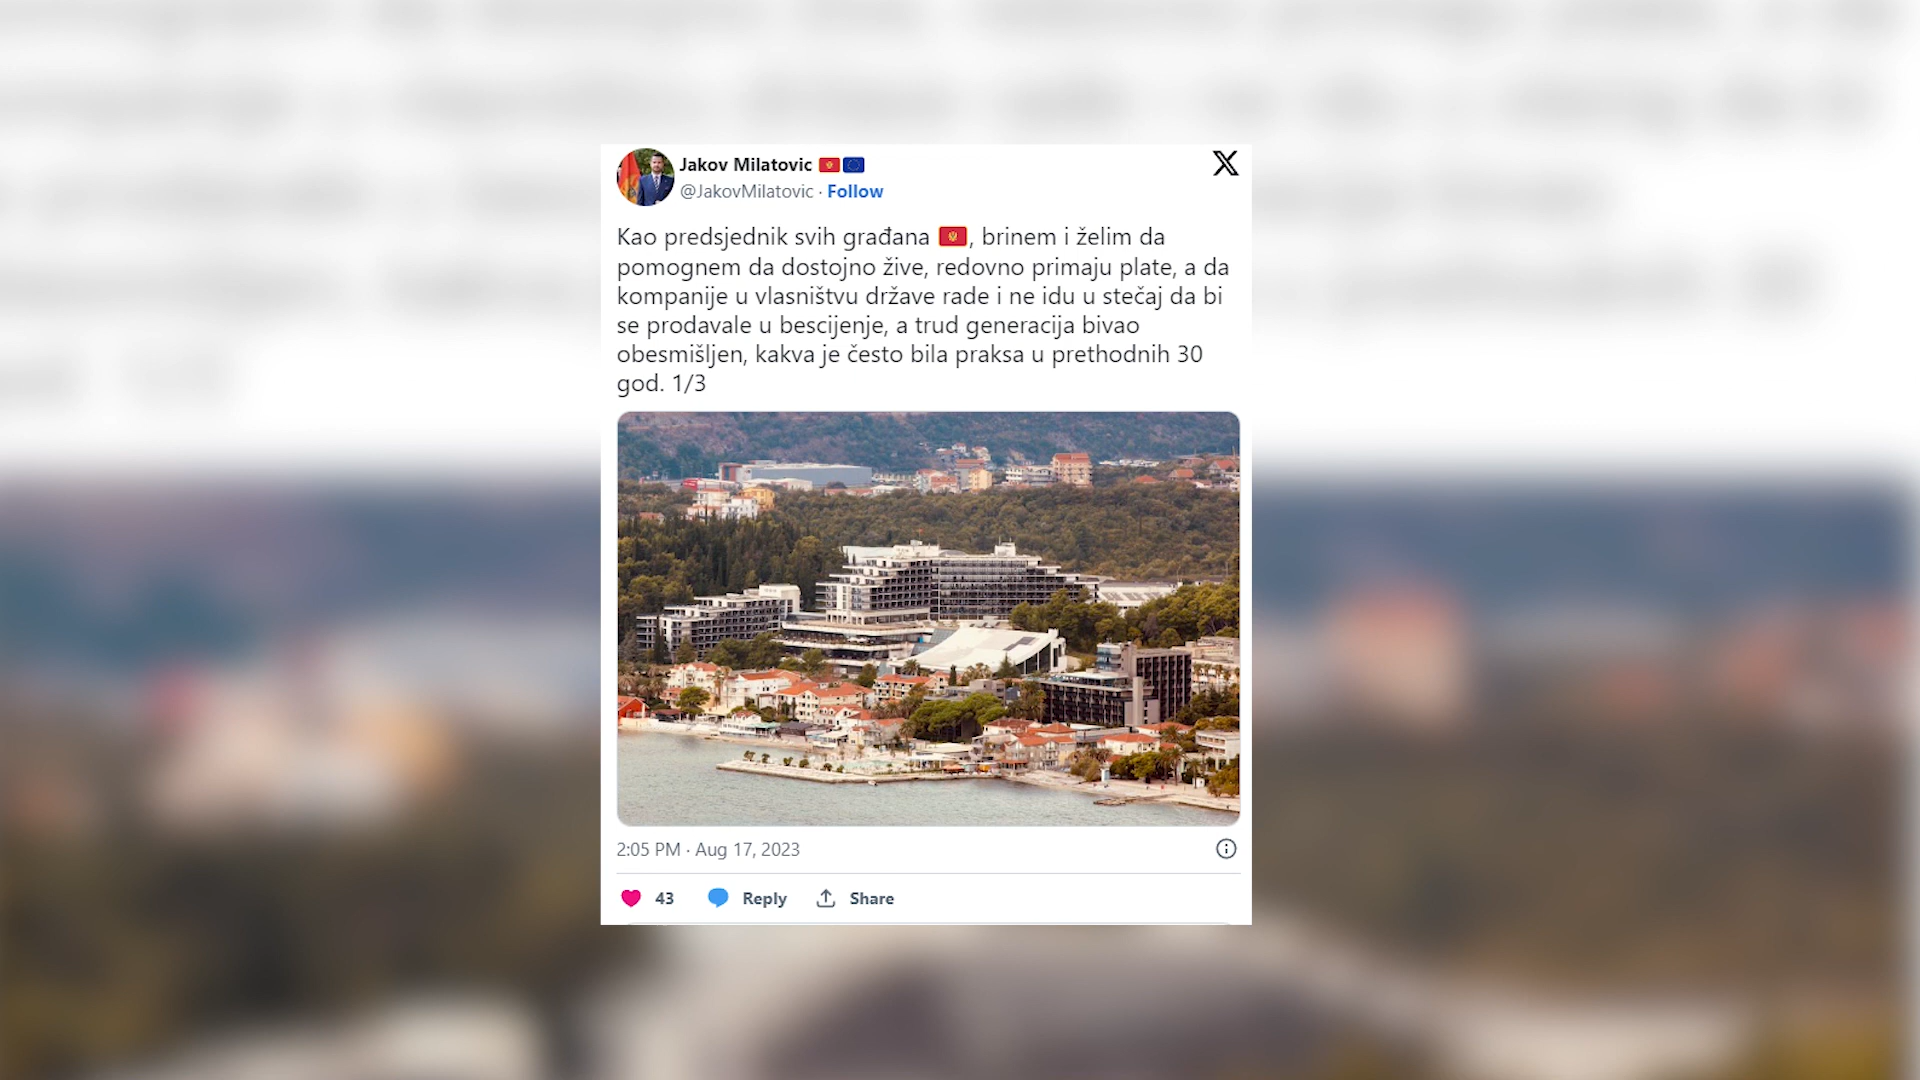 Jakov Milatovic 🇲🇪🇪🇺
@JakovMilatovic · Follow
Kao predsjednik svih građana 🇲🇪, brinem i želim da
pomognem da dostojno žive, redovno primaju plate, a da
kompanije u vlasništvu države rade i ne idu u stečaj da bi
se prodavale u bescijenje, a trud generacija bivao
obesmišljen, kakva je često bila praksa u prethodnih 30
god. 1/3
2:05 PM · Aug 17, 2023
43 Reply Share